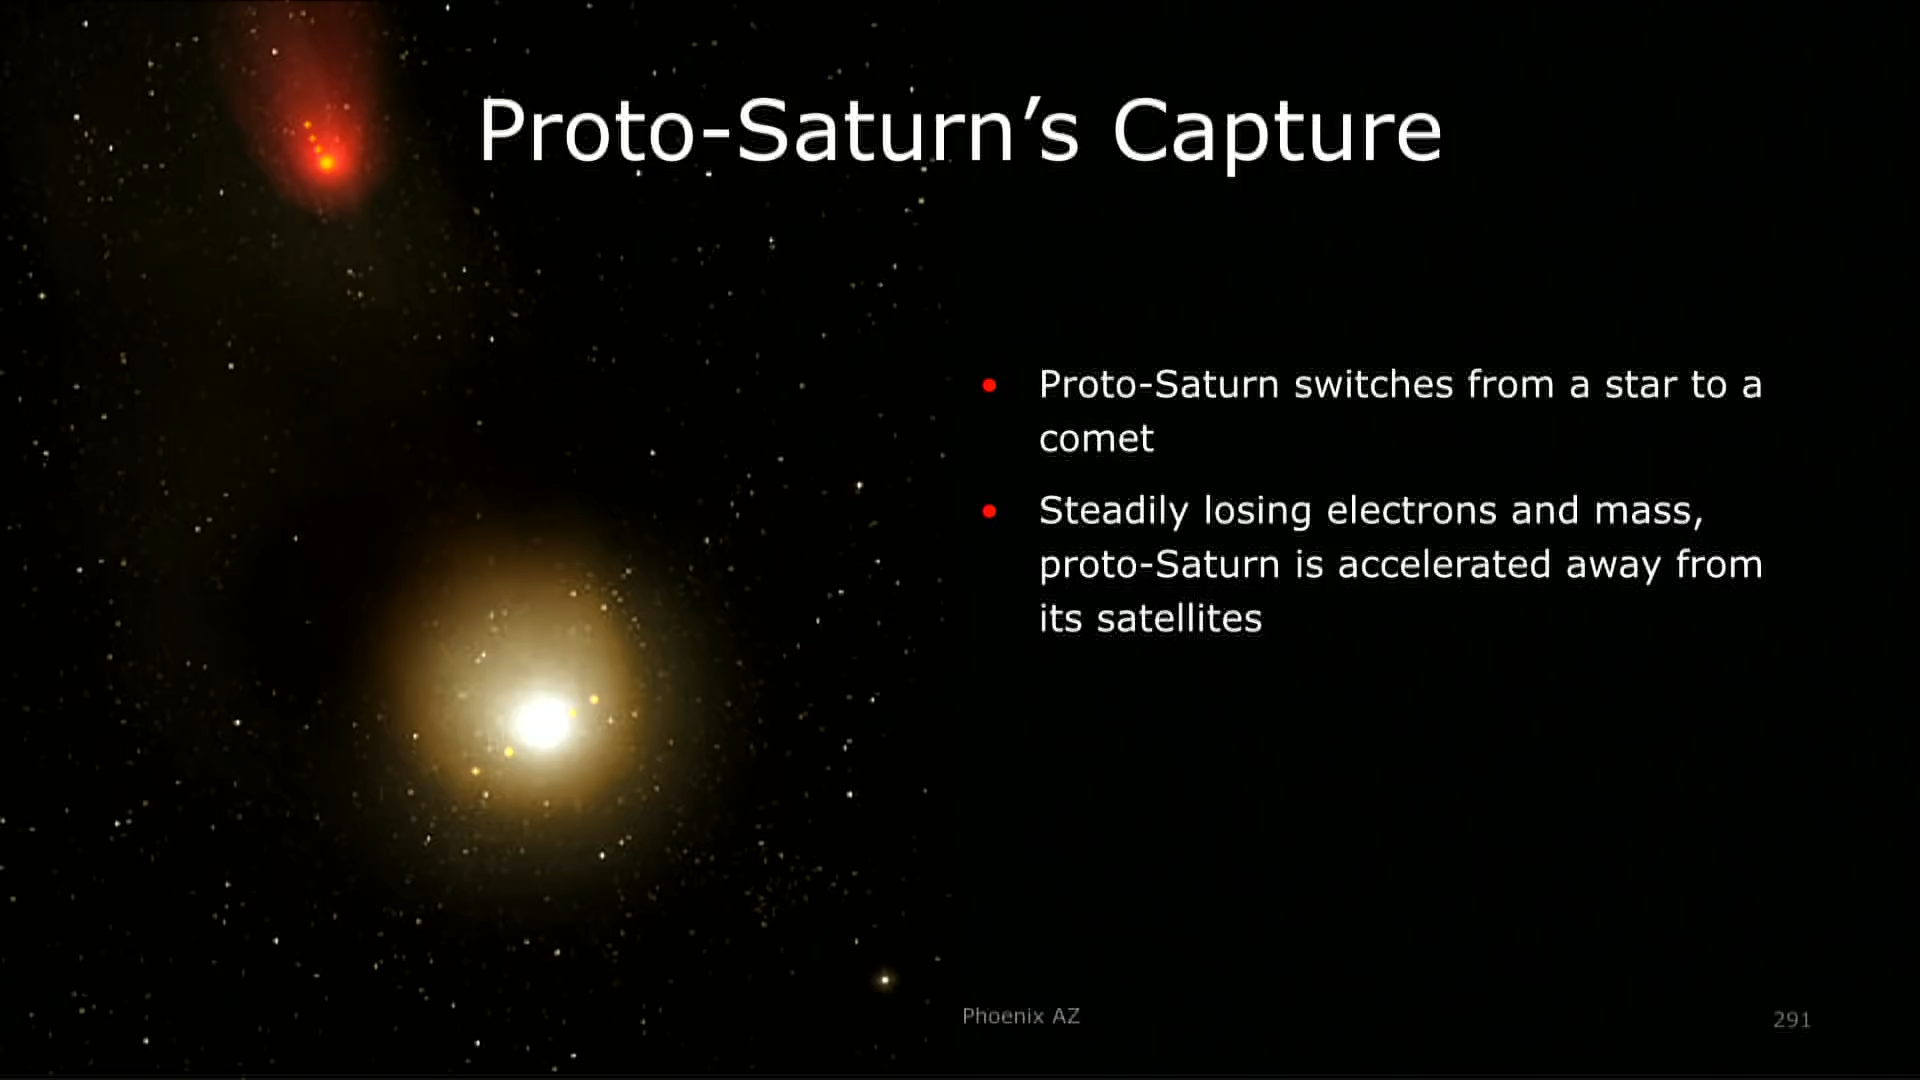 Proto-Saturn’s Capture
• Proto-Saturn switches from a star to a
comet
• Steadily losing electrons and mass,
proto-Saturn is accelerated away from
its satellites
Phoenix AZ
291